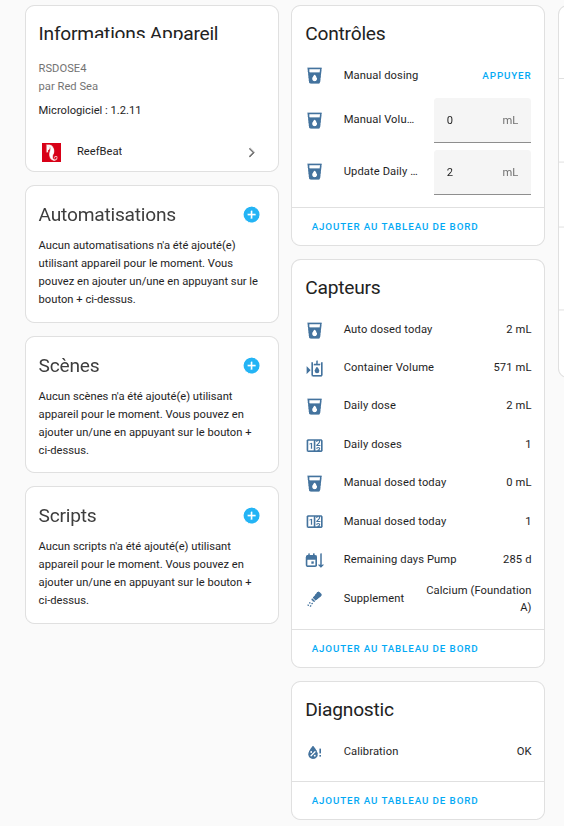 Informations Appareil
RSDOSE4
par Red Sea
Micrologiciel : 1.2.11
ReefBeat
Automatisations
Aucun automatisations n'a été ajouté(e)
utilisant appareil pour le moment. Vous
pouvez en ajouter un/une en appuyant sur le
bouton + ci-dessus.
Scènes
Aucun scènes n'a été ajouté(e) utilisant
appareil pour le moment. Vous pouvez en
ajouter un/une en appuyant sur le bouton +
ci-dessus.
Scripts
Aucun scripts n'a été ajouté(e) utilisant
appareil pour le moment. Vous pouvez en
ajouter un/une en appuyant sur le bouton +
ci-dessus.
Contrôles
Manual dosing APPUYER
Manual Volu... 0 mL
Update Daily ... 2 mL
AJOUTER AU TABLEAU DE BORD
Capteurs
Auto dosed today 2 mL
Container Volume 571 mL
Daily dose 2 mL
Daily doses 1
Manual dosed today 0 mL
Manual dosed today 1
Remaining days Pump 285 d
Supplement Calcium (Foundation
A)
AJOUTER AU TABLEAU DE BORD
Diagnostic
Calibration OK
AJOUTER AU TABLEAU DE BORD